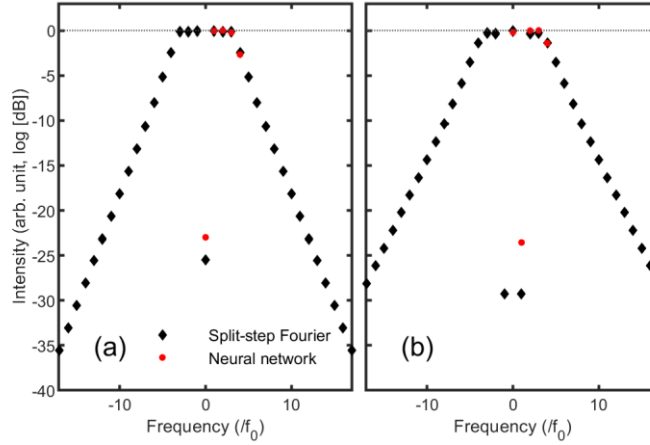 Intensity (arb. unit, log [dB])
0
-5
-10
-15
-20
-25
-30
-35
-40
(a)
Split-step Fourier
Neural network
(b)
-10 0 10
-10 0 10
Frequency (/f0)
Frequency (/f0)